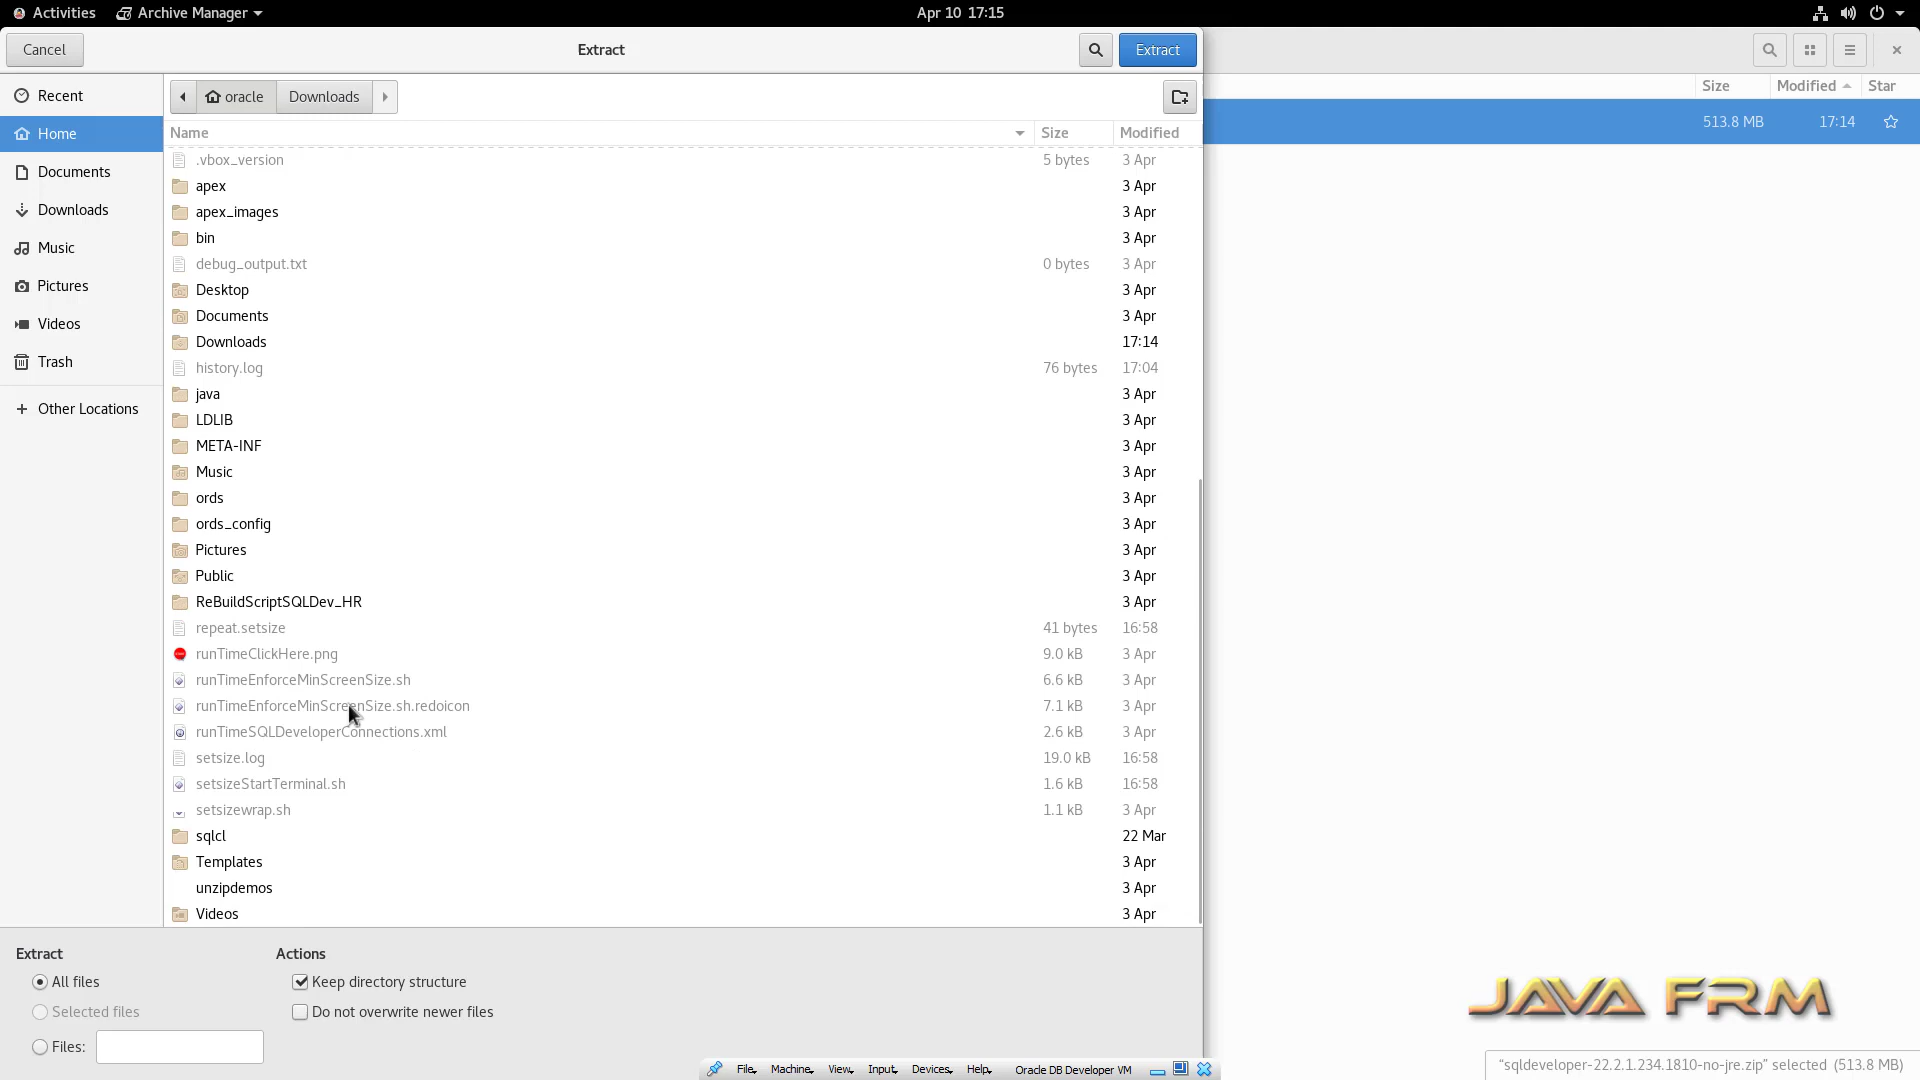 Activities Archive Manager Apr 10 17:15
Cancel Extract Extract
Size Modified Star
513.8 MB 17:14
Recent
Home
Documents
Downloads
Music
Pictures
Videos
Trash
Other Locations
oracle Downloads
Name Size Modified
.vbox_version 5 bytes 3 Apr
apex 3 Apr
apex_images 3 Apr
bin 3 Apr
debug_output.txt 0 bytes 3 Apr
Desktop 3 Apr
Documents 3 Apr
Downloads 17:14
history.log 76 bytes 17:04
java 3 Apr
LDLIB 3 Apr
META-INF 3 Apr
Music 3 Apr
ords 3 Apr
ords_config 3 Apr
Pictures 3 Apr
Public 3 Apr
ReBuildScriptSQLDev_HR 3 Apr
repeat.setsize 41 bytes 16:58
runTimeClickHere.png 9.0 kB 3 Apr
runTimeEnforceMinScreenSize.sh 6.6 kB 3 Apr
runTimeEnforceMinScreenSize.sh.redoicon 7.1 kB 3 Apr
runTimeSQLDeveloperConnections.xml 2.6 kB 3 Apr
setsize.log 19.0 kB 16:58
setsizeStartTerminal.sh 1.6 kB 16:58
setsizewrap.sh 1.1 kB 3 Apr
sqlcl 22 Mar
Templates 3 Apr
unzipdemos 3 Apr
Videos 3 Apr
Extract
All files
Selected files
Files:
Actions
Keep directory structure
Do not overwrite newer files
JAVA FRM
File Machine View Input Devices Help Oracle DB Developer VM
"sqldeveloper-22.2.1.234.1810-no-jre.zip" selected (513.8 MB)